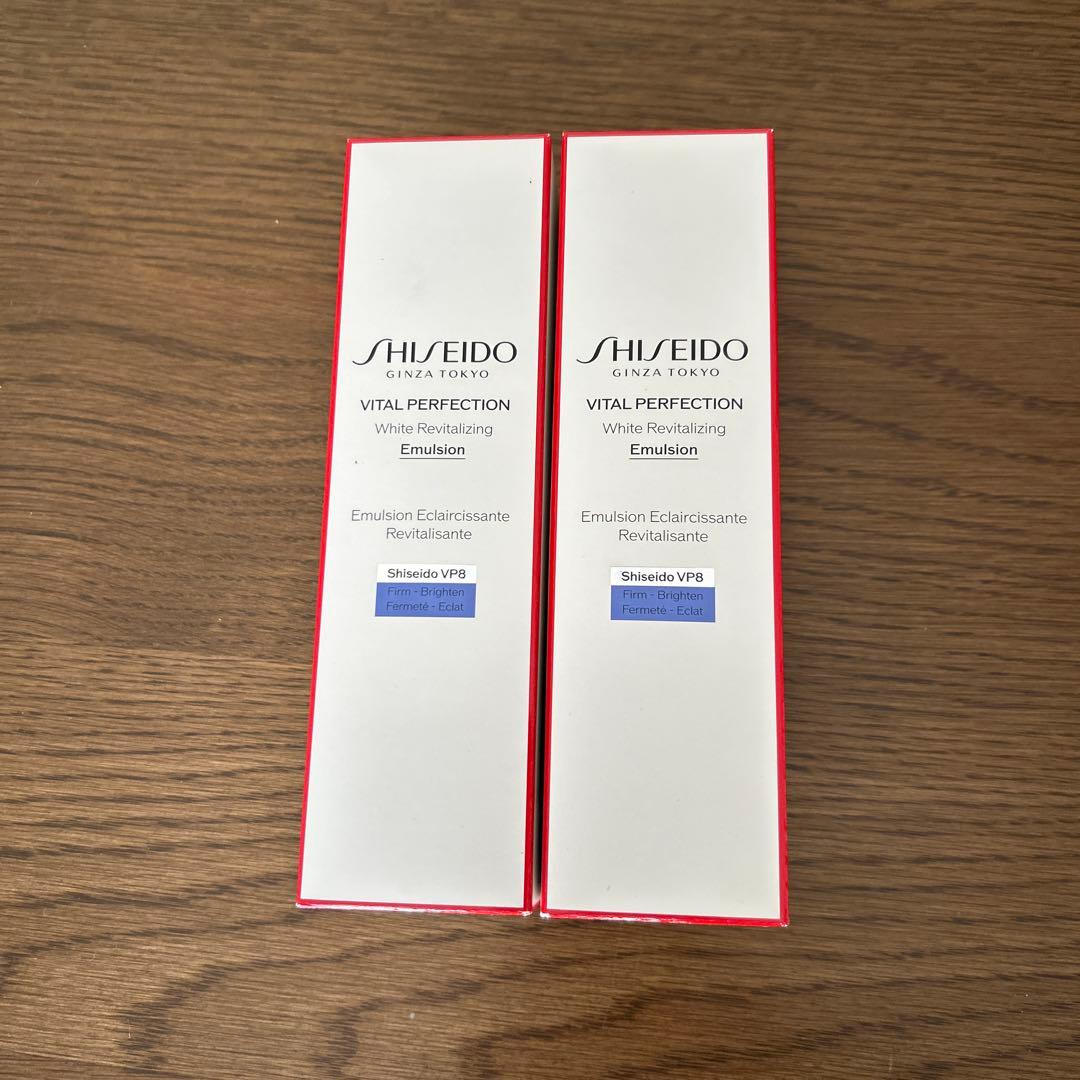 SHISEIDO
GINZA TOKYO
VITAL PERFECTION
White Revitalizing
Emulsion
Emulsion Eclaircissante
Revitalisante
Shiseido VP8
Firm - Brighten
Fermeté - Eclat
SHISEIDO
GINZA TOKYO
VITAL PERFECTION
White Revitalizing
Emulsion
Emulsion Eclaircissante
Revitalisante
Shiseido VP8
Firm - Brighten
Fermeté - Eclat